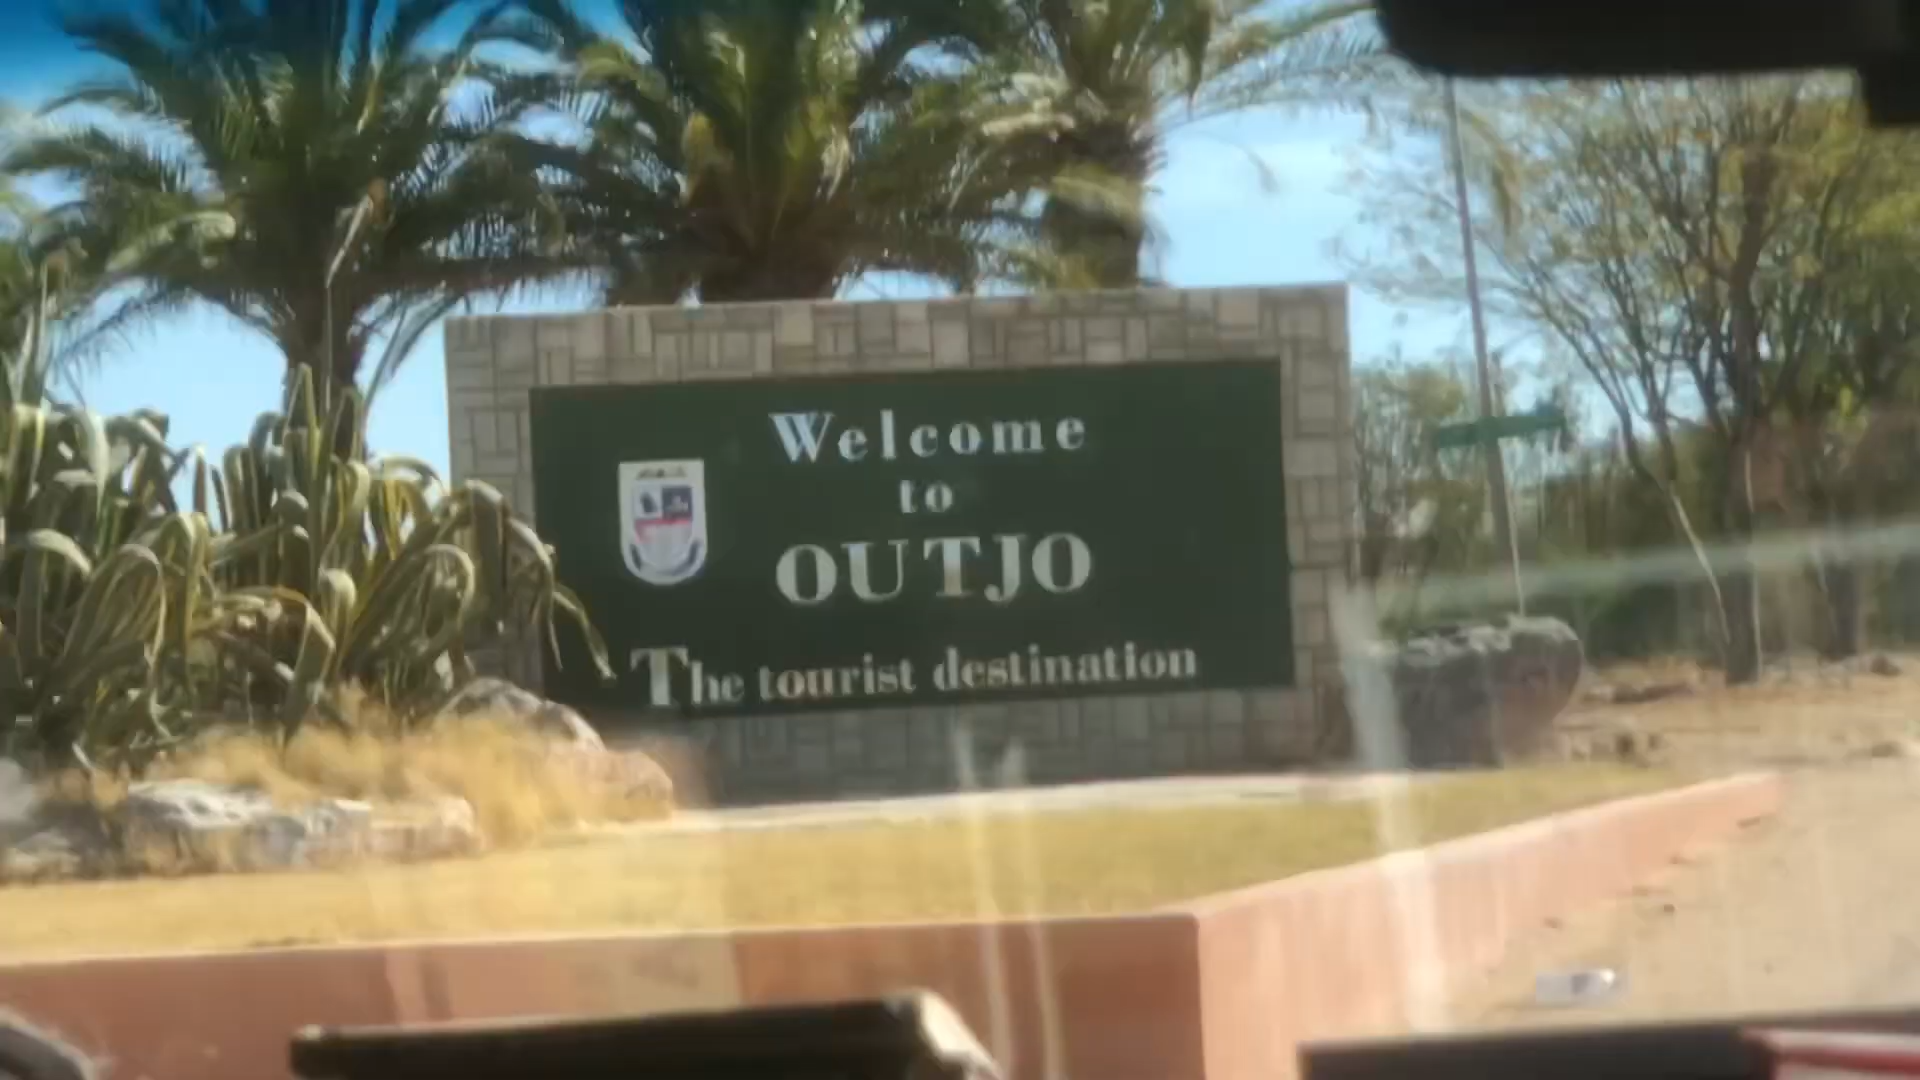 Welcome
to
OUTJO
The tourist destination